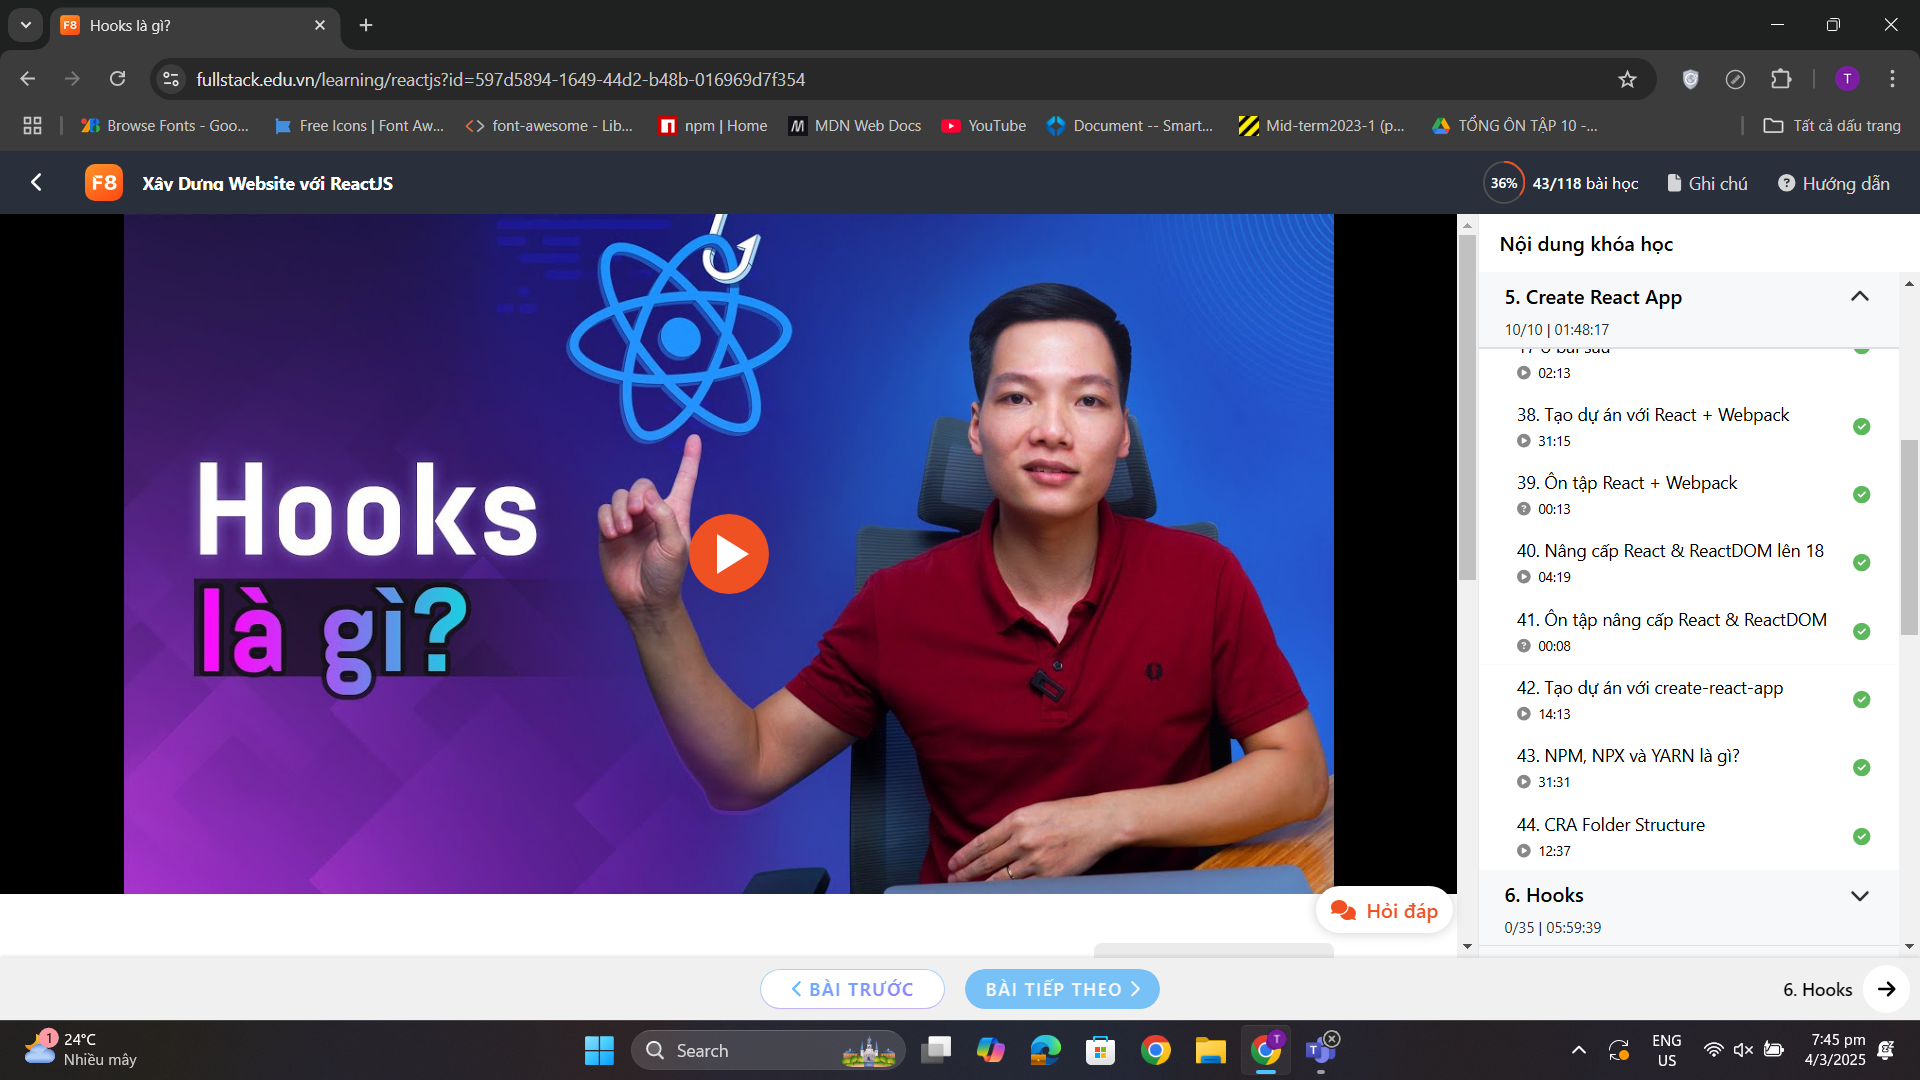 Hooks là gì?
fullstack.edu.vn/learning/reactjs?id=597d5894-1649-44d2-b48b-016969d7f354
T
Browse Fonts - Goo...
Free Icons | Font Aw...
font-awesome - Lib...
npm | Home
MDN Web Docs
YouTube
Document -- Smart...
Mid-term2023-1 (p...
TỔNG ÔN TẬP 10 -...
Tất cả dấu trang
F8
Xây Dựng Website với ReactJS
36%
43/118 bài học
Ghi chú
Hướng dẫn
Hooks
là gì?
Nội dung khóa học
5. Create React App
10/10 | 01:48:17
02:13
38. Tạo dự án với React + Webpack
31:15
39. Ôn tập React + Webpack
00:13
40. Nâng cấp React & ReactDOM lên 18
04:19
41. Ôn tập nâng cấp React & ReactDOM
00:08
42. Tạo dự án với create-react-app
14:13
43. NPM, NPX và YARN là gì?
31:31
44. CRA Folder Structure
12:37
6. Hooks
0/35 | 05:59:39
Hỏi đáp
BÀI TRƯỚC
BÀI TIẾP THEO
6. Hooks
1
24°C
Nhiều mây
Search
ENG
US
7:45 pm
4/3/2025